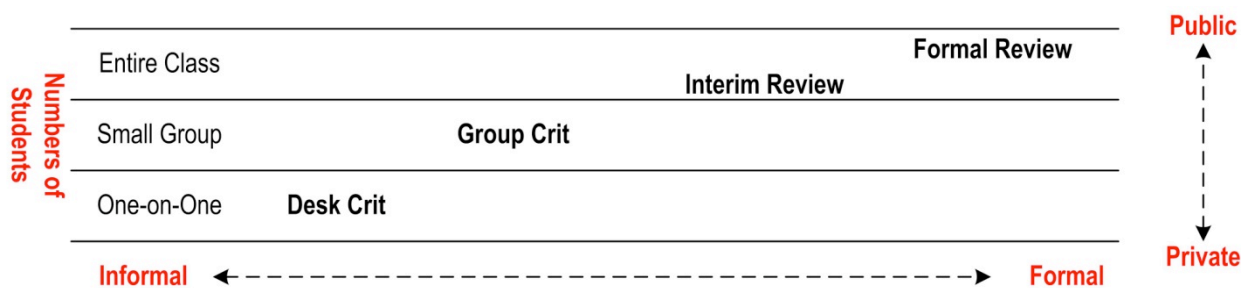 Public
Formal Review
Entire Class
Interim Review
Numbers of
Students
Small Group
Group Crit
One-on-One
Desk Crit
Private
Informal
Formal